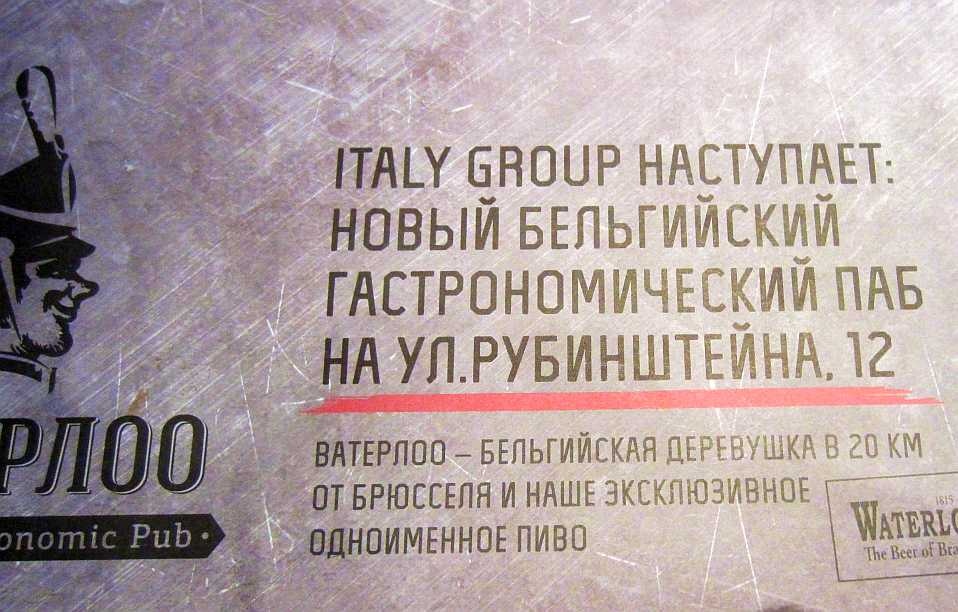 ITALY GROUP НАСТУПАЕТ:
НОВЫЙ БЕЛЬГИЙСКИЙ
ГАСТРОНОМИЧЕСКИЙ ПАБ
НА УЛ.РУБИНШТЕЙНА, 12
ВАТЕРЛОО – БЕЛЬГИЙСКАЯ ДЕРЕВУШКА В 20 КМ
ОТ БРЮССЕЛЯ И НАШЕ ЭКСКЛЮЗИВНОЕ
ОДНОИМЕННОЕ ПИВО
РЛОО
onomic Pub •
1815
WATERLO
The Beer of Bra